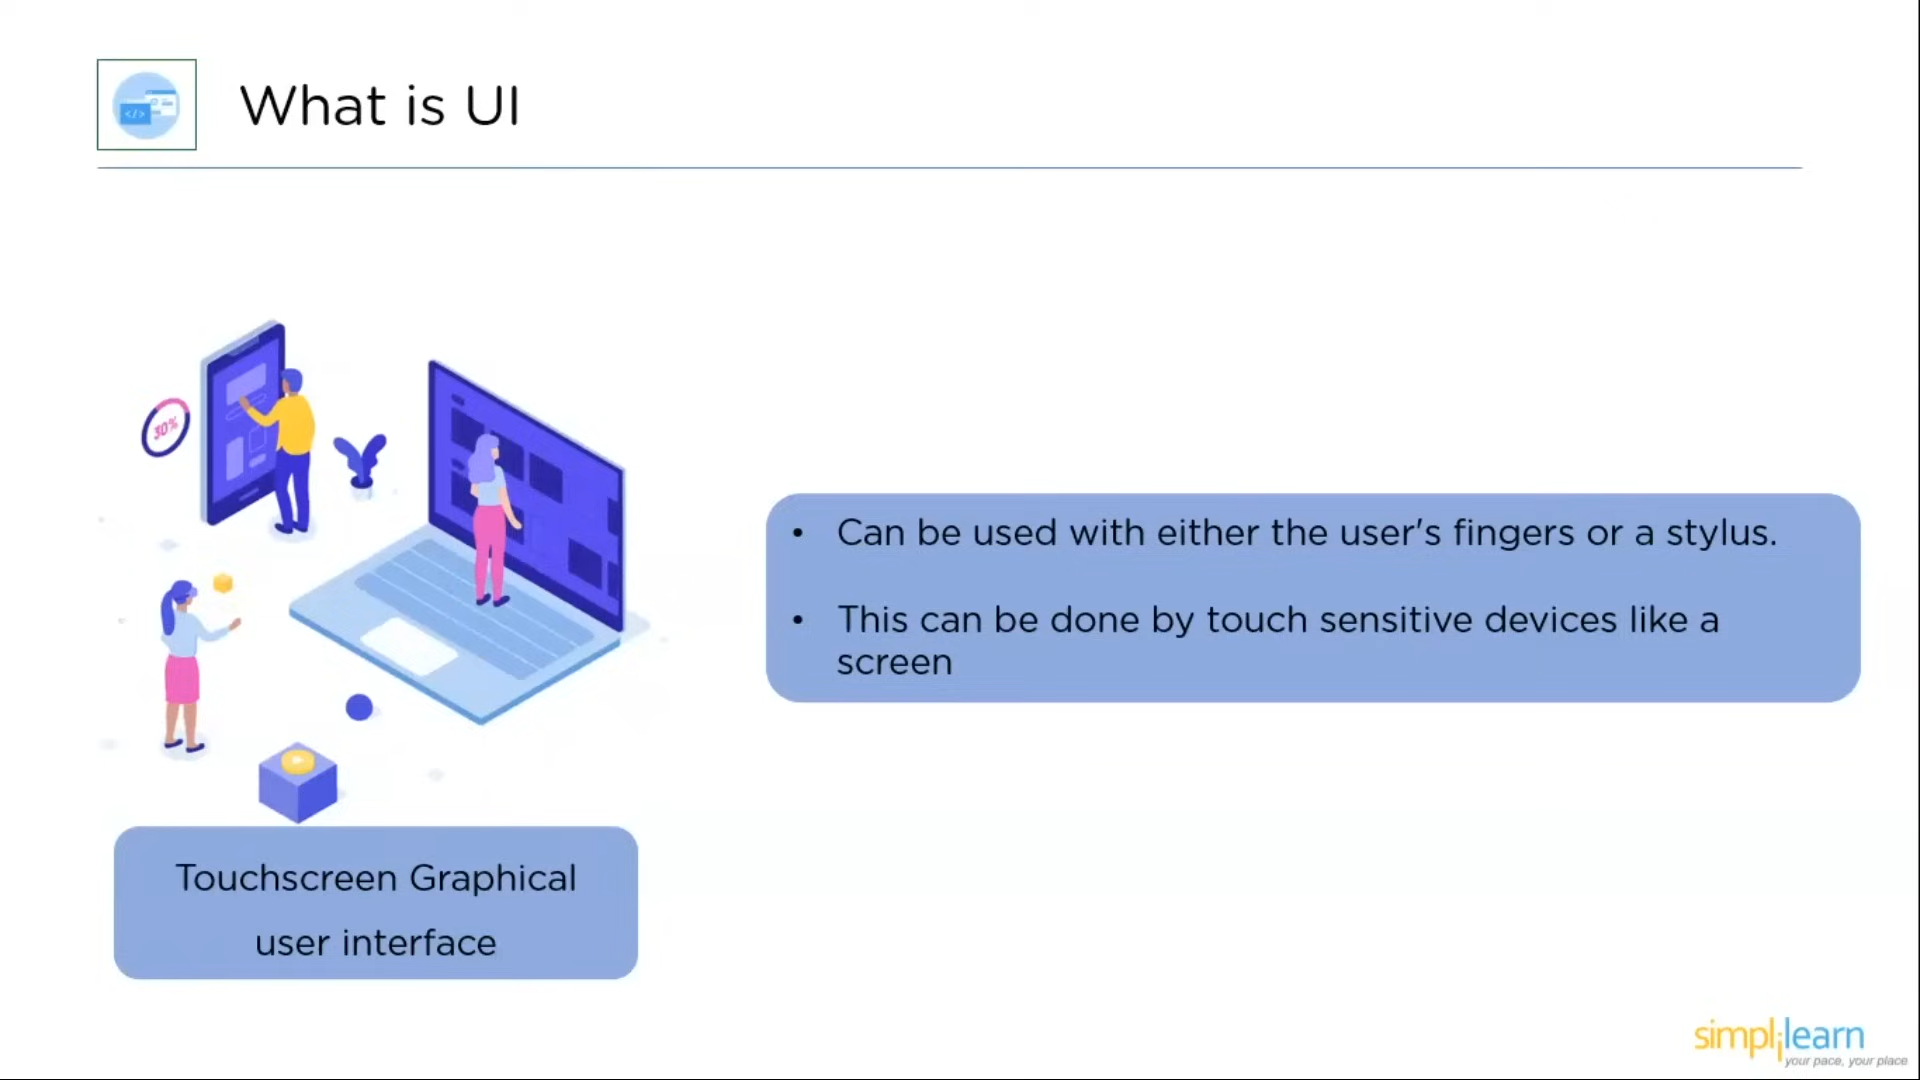 What is UI
30%
• Can be used with either the user's fingers or a stylus.
• This can be done by touch sensitive devices like a
screen
Touchscreen Graphical
user interface
simplilearn
your pace, your place